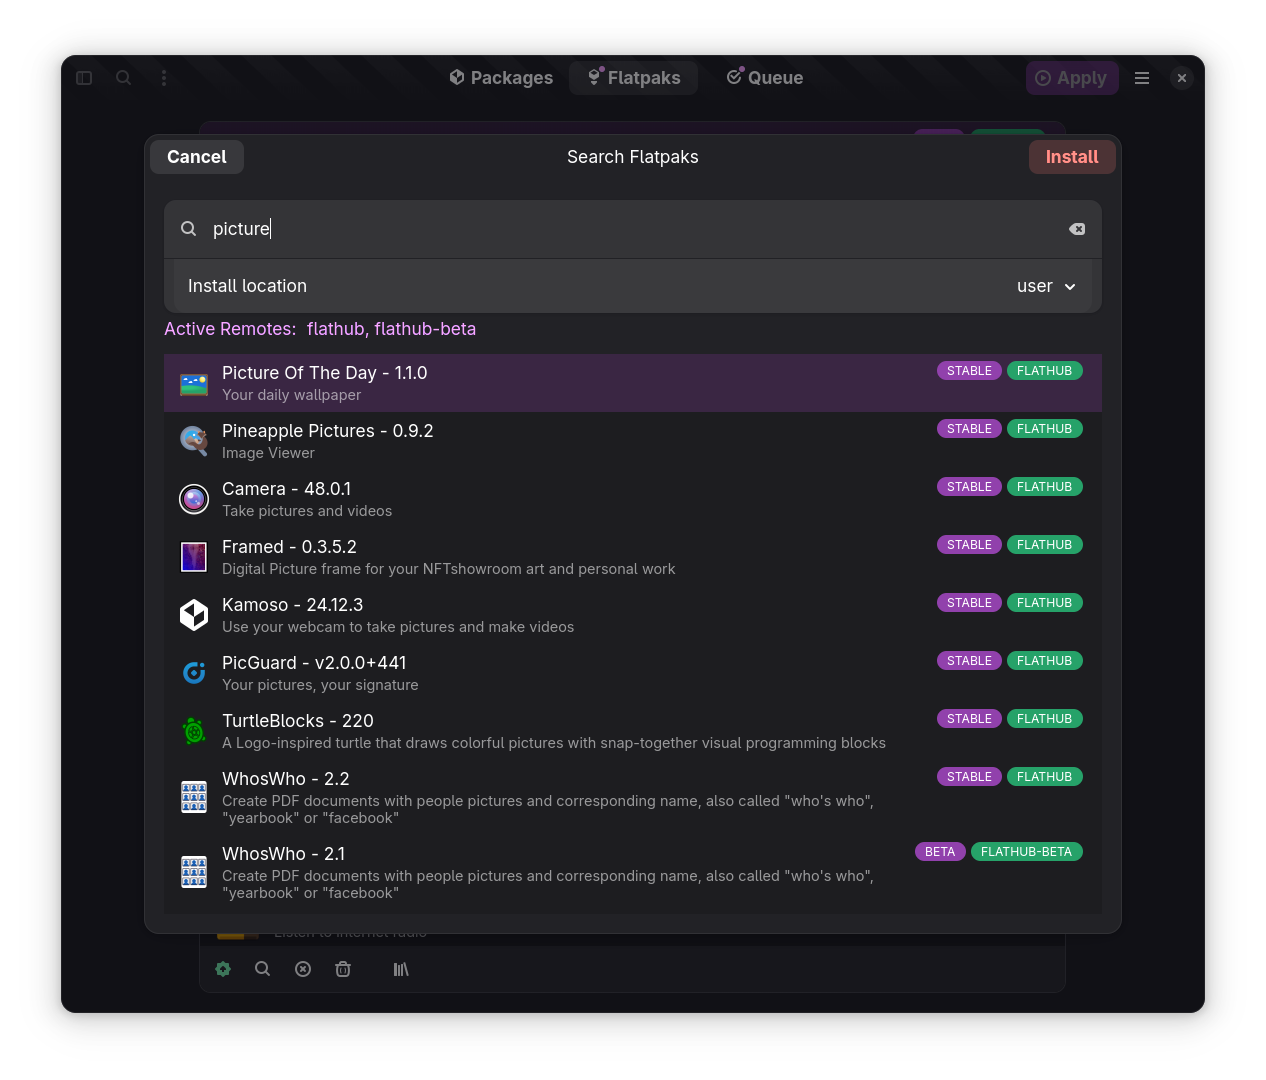 Packages
Flatpaks
Queue
Apply
Cancel
Search Flatpaks
Install
picture
Install location
user
Active Remotes: flathub, flathub-beta
Picture Of The Day - 1.1.0
STABLE
FLATHUB
Your daily wallpaper
Pineapple Pictures - 0.9.2
STABLE
FLATHUB
Image Viewer
Camera - 48.0.1
STABLE
FLATHUB
Take pictures and videos
Framed - 0.3.5.2
STABLE
FLATHUB
Digital Picture frame for your NFTshowroom art and personal work
Kamoso - 24.12.3
STABLE
FLATHUB
Use your webcam to take pictures and make videos
PicGuard - v2.0.0+441
STABLE
FLATHUB
Your pictures, your signature
TurtleBlocks - 220
STABLE
FLATHUB
A Logo-inspired turtle that draws colorful pictures with snap-together visual programming blocks
WhosWho - 2.2
STABLE
FLATHUB
Create PDF documents with people pictures and corresponding name, also called "who's who",
"yearbook" or "facebook"
WhosWho - 2.1
BETA
FLATHUB-BETA
Create PDF documents with people pictures and corresponding name, also called "who's who",
"yearbook" or "facebook"
Listen to internet radio